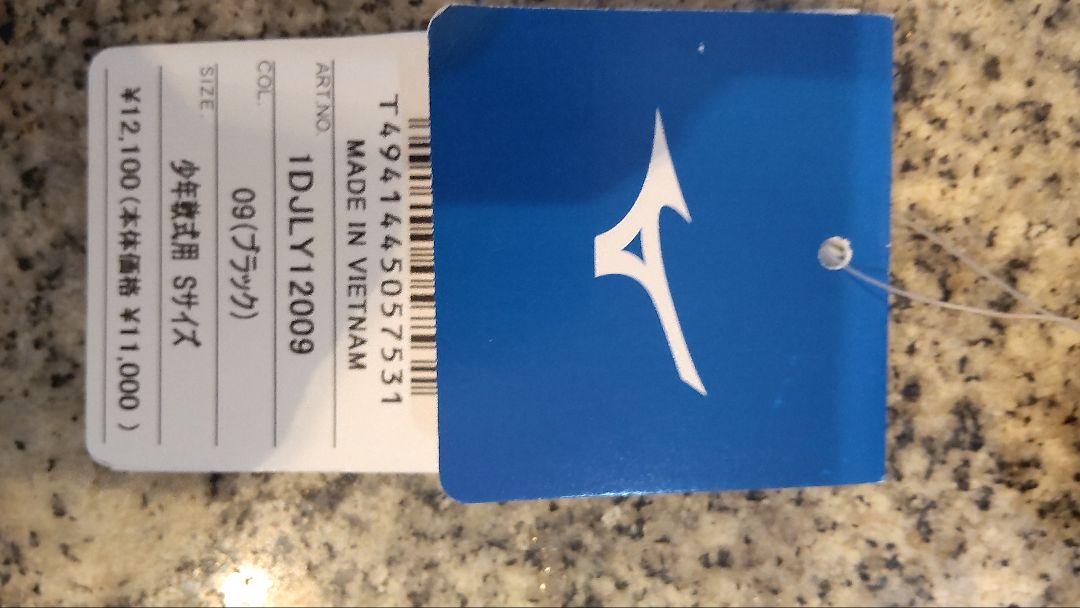 T4941445057531
MADE IN VIETNAM
ART.NO. 1DJLY12009
COL. 09(ブラック)
SIZE. 少年軟式用 Sサイズ
¥12,100(本体価格 ¥11,000 )